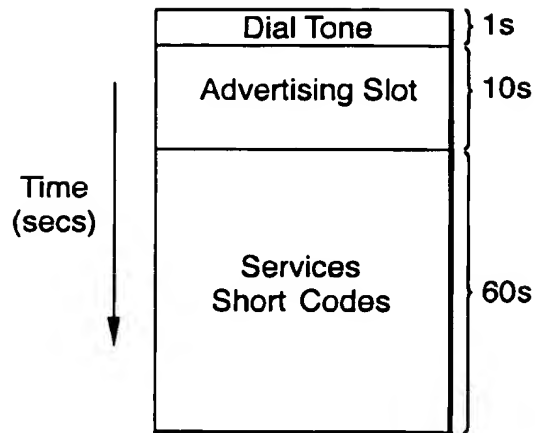 Dial Tone
1s
Advertising Slot
10s
Time
(secs)
Services
Short Codes
60s